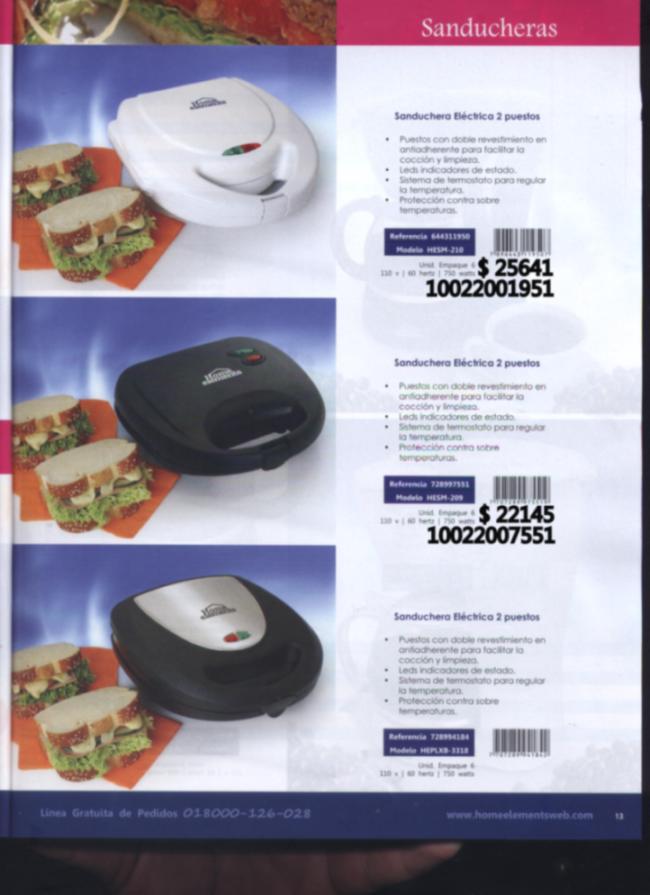 Sanducheras
Home
elements
Sanduchera Eléctrica 2 puestos
• Puestos con doble revestimiento en
antiadherente para facilitar la
cocción y limpieza.
• Leds indicadores de estado.
• Sistema de termostato para regular
la temperatura.
• Protección contra sobre
temperaturas.
Referencia 644311950
Modelo HESM-210
Unid. Empaque 6
110 v | 60 hertz | 750 watts
$ 25641
10022001951
Home
elements
Sanduchera Eléctrica 2 puestos
• Puestos con doble revestimiento en
antiadherente para facilitar la
cocción y limpieza.
• Leds indicadores de estado.
• Sistema de termostato para regular
la temperatura.
• Protección contra sobre
temperaturas.
Referencia 728997551
Modelo HESM-209
Unid. Empaque 6
110 v | 60 hertz | 750 watts
$ 22145
10022007551
Home
elements
Sanduchera Eléctrica 2 puestos
• Puestos con doble revestimiento en
antiadherente para facilitar la
cocción y limpieza.
• Leds indicadores de estado.
• Sistema de termostato para regular
la temperatura.
• Protección contra sobre
temperaturas.
Referencia 728994184
Modelo HEPLXB-3318
7707289941842
Unid. Empaque 6
110 v | 60 hertz | 750 watts
Línea Gratuita de Pedidos 018000-126-028
www.homeelementsweb.com 13